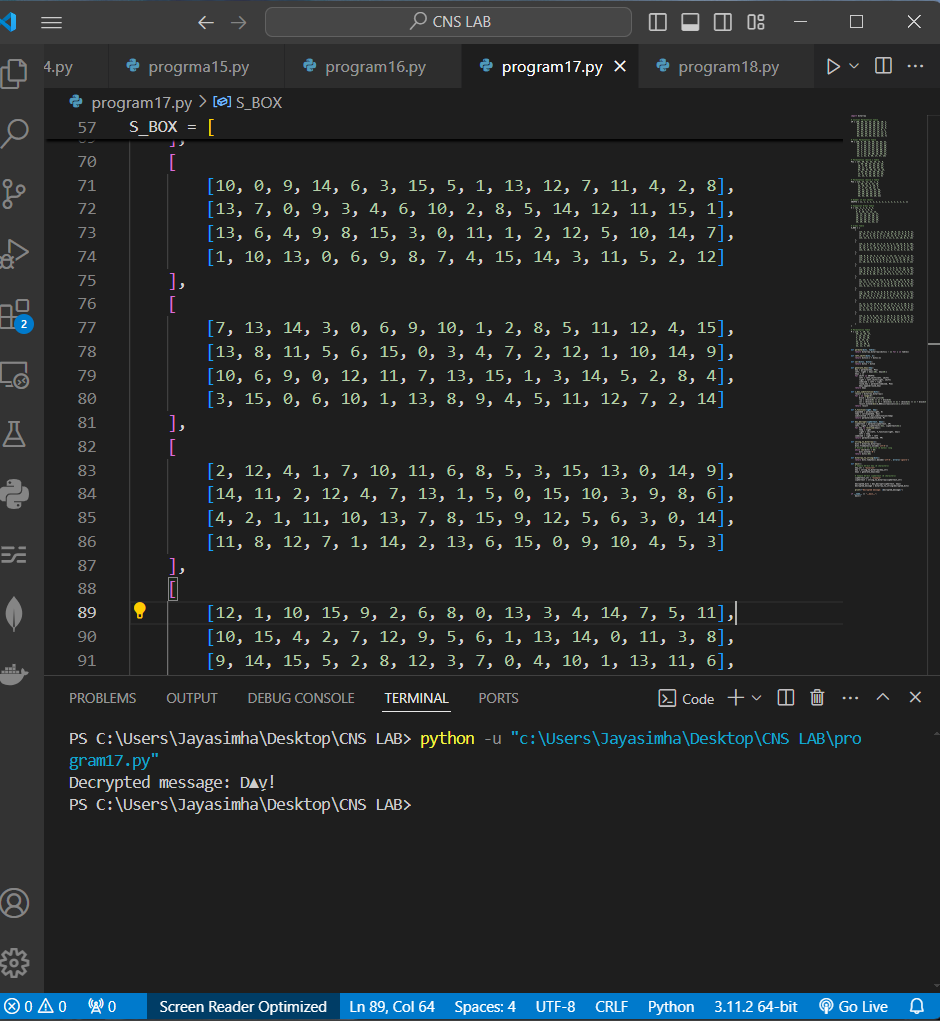 CNS LAB
4.py progrma15.py program16.py program17.py program18.py
program17.py > S_BOX
57 S_BOX = [
70 [
71 [10, 0, 9, 14, 6, 3, 15, 5, 1, 13, 12, 7, 11, 4, 2, 8],
72 [13, 7, 0, 9, 3, 4, 6, 10, 2, 8, 5, 14, 12, 11, 15, 1],
73 [13, 6, 4, 9, 8, 15, 3, 0, 11, 1, 2, 12, 5, 10, 14, 7],
74 [1, 10, 13, 0, 6, 9, 8, 7, 4, 15, 14, 3, 11, 5, 2, 12]
75 ],
76 [
77 [7, 13, 14, 3, 0, 6, 9, 10, 1, 2, 8, 5, 11, 12, 4, 15],
78 [13, 8, 11, 5, 6, 15, 0, 3, 4, 7, 2, 12, 1, 10, 14, 9],
79 [10, 6, 9, 0, 12, 11, 7, 13, 15, 1, 3, 14, 5, 2, 8, 4],
80 [3, 15, 0, 6, 10, 1, 13, 8, 9, 4, 5, 11, 12, 7, 2, 14]
81 ],
82 [
83 [2, 12, 4, 1, 7, 10, 11, 6, 8, 5, 3, 15, 13, 0, 14, 9],
84 [14, 11, 2, 12, 4, 7, 13, 1, 5, 0, 15, 10, 3, 9, 8, 6],
85 [4, 2, 1, 11, 10, 13, 7, 8, 15, 9, 12, 5, 6, 3, 0, 14],
86 [11, 8, 12, 7, 1, 14, 2, 13, 6, 15, 0, 9, 10, 4, 5, 3]
87 ],
88 [
89 [12, 1, 10, 15, 9, 2, 6, 8, 0, 13, 3, 4, 14, 7, 5, 11],
90 [10, 15, 4, 2, 7, 12, 9, 5, 6, 1, 13, 14, 0, 11, 3, 8],
91 [9, 14, 15, 5, 2, 8, 12, 3, 7, 0, 4, 10, 1, 13, 11, 6],
2
PROBLEMS OUTPUT DEBUG CONSOLE TERMINAL PORTS Code
PS C:\Users\Jayasimha\Desktop\CNS LAB> python -u "c:\Users\Jayasimha\Desktop\CNS LAB\pro
gram17.py"
Decrypted message: D▲y!
PS C:\Users\Jayasimha\Desktop\CNS LAB>
0 0 0 Screen Reader Optimized Ln 89, Col 64 Spaces: 4 UTF-8 CRLF Python 3.11.2 64-bit Go Live